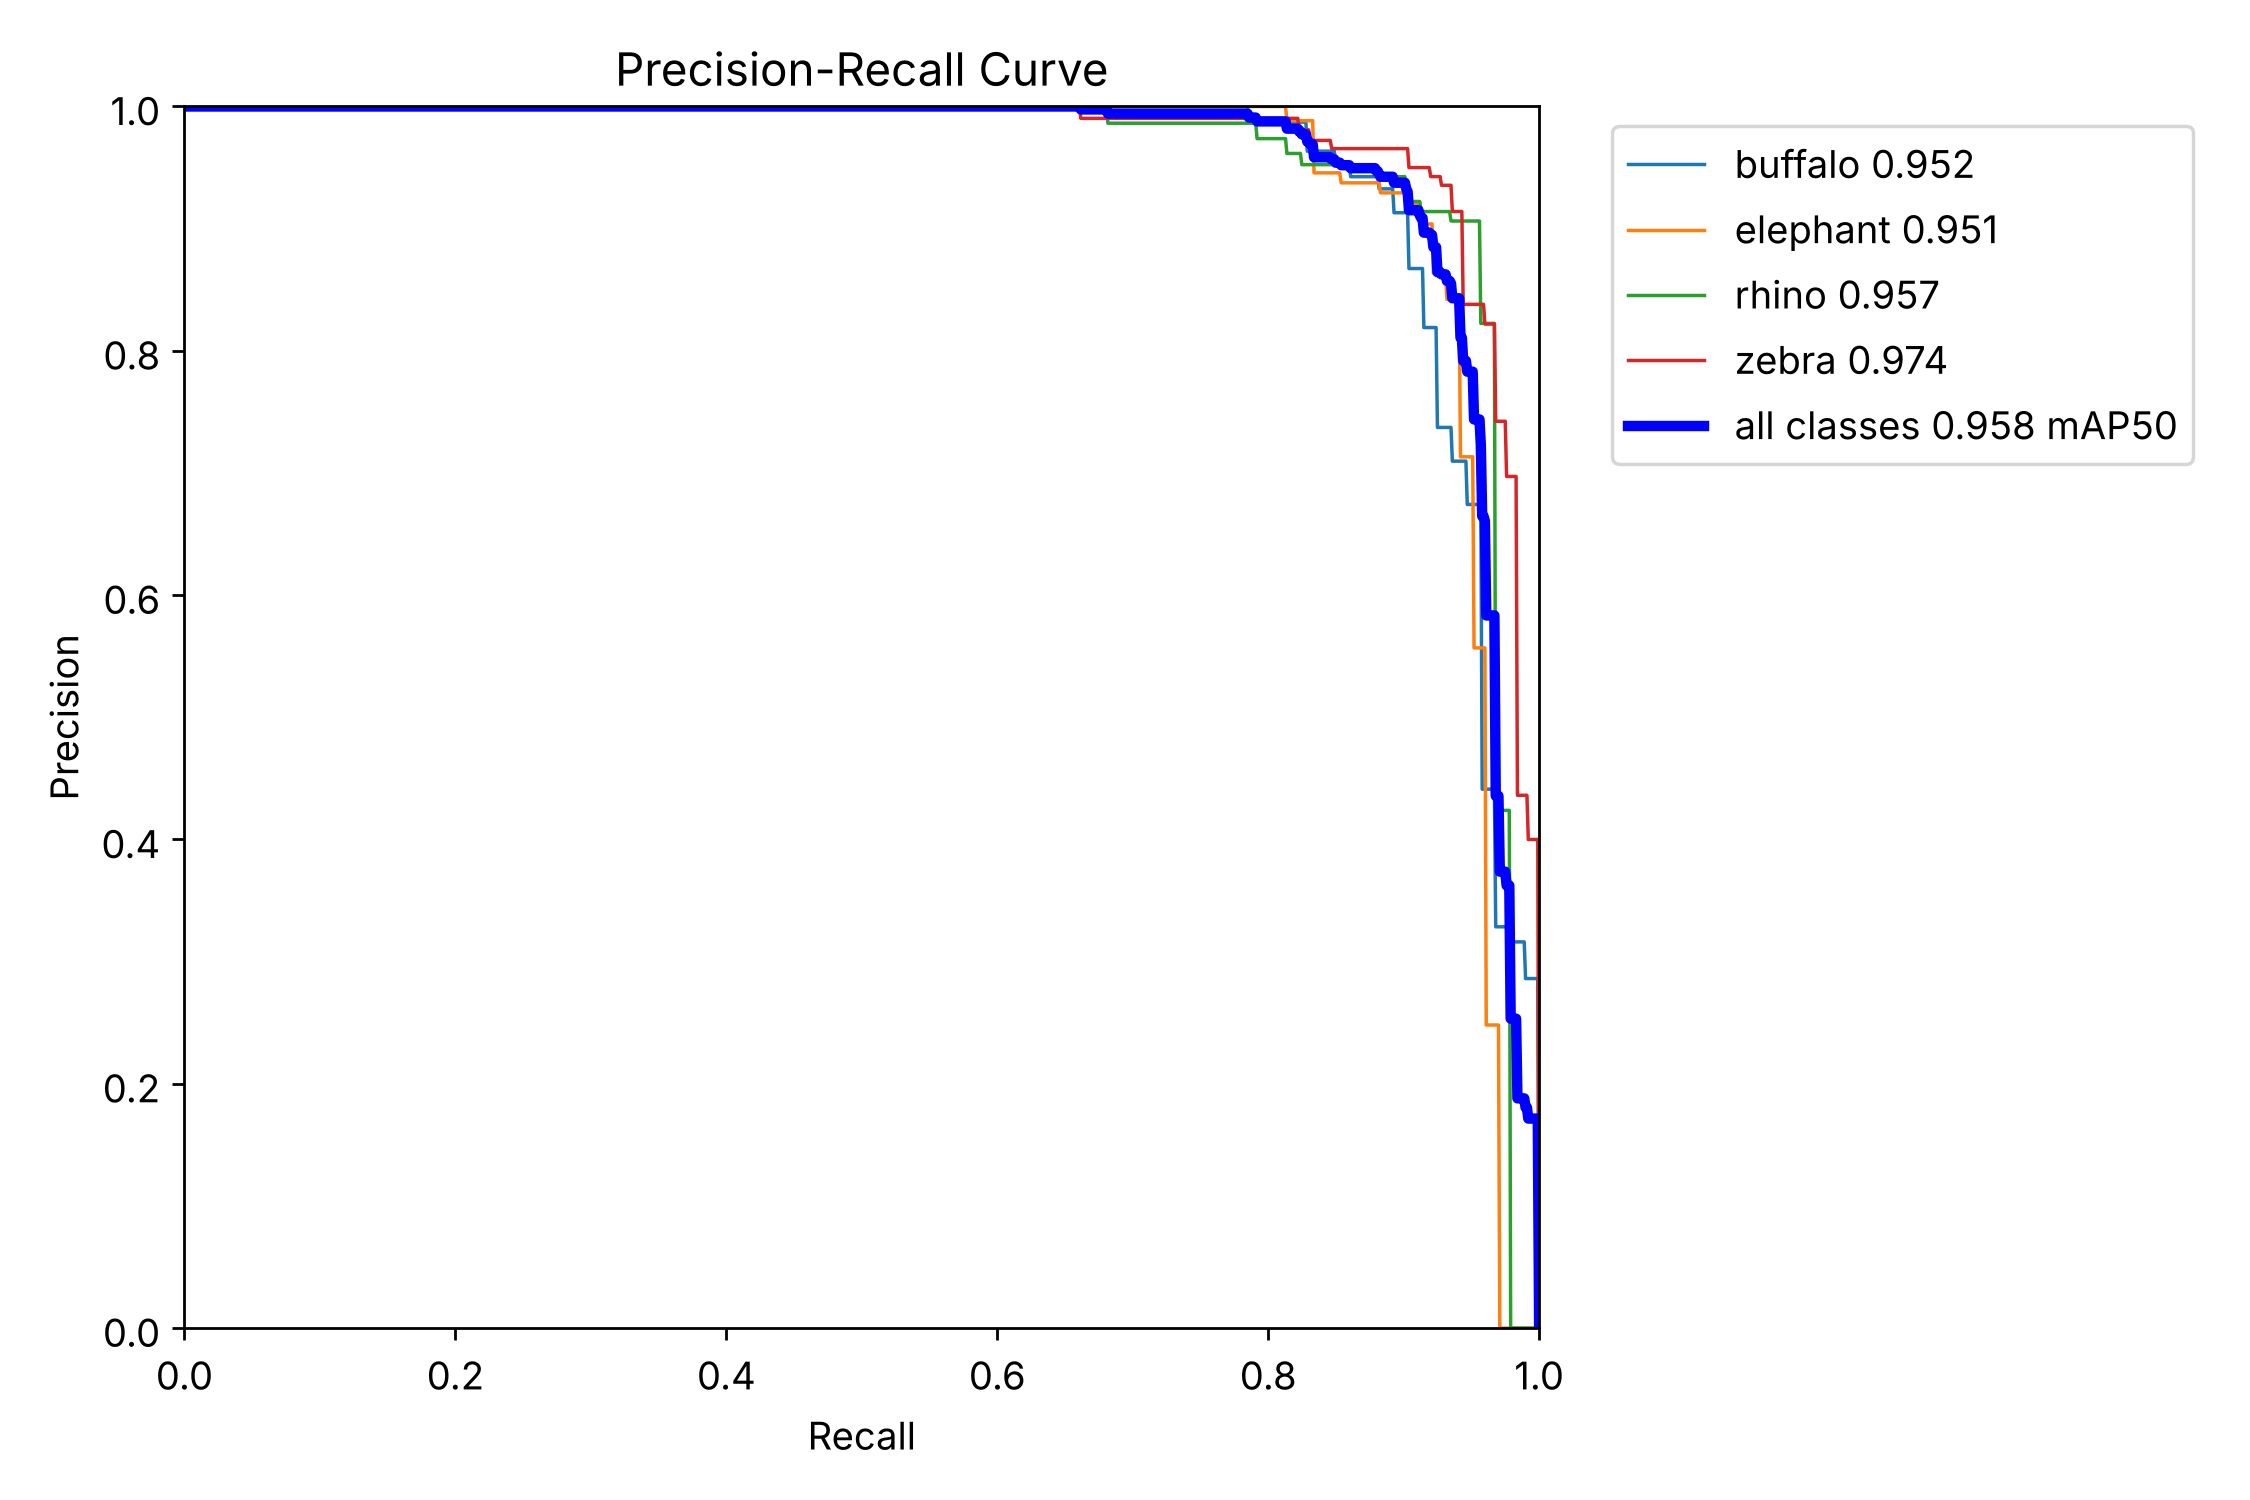 Precision-Recall Curve
1.0
0.8
0.6
0.4
0.2
0.0
Precision
0.0 0.2 0.4 0.6 0.8 1.0
Recall
buffalo 0.952
elephant 0.951
rhino 0.957
zebra 0.974
all classes 0.958 mAP50